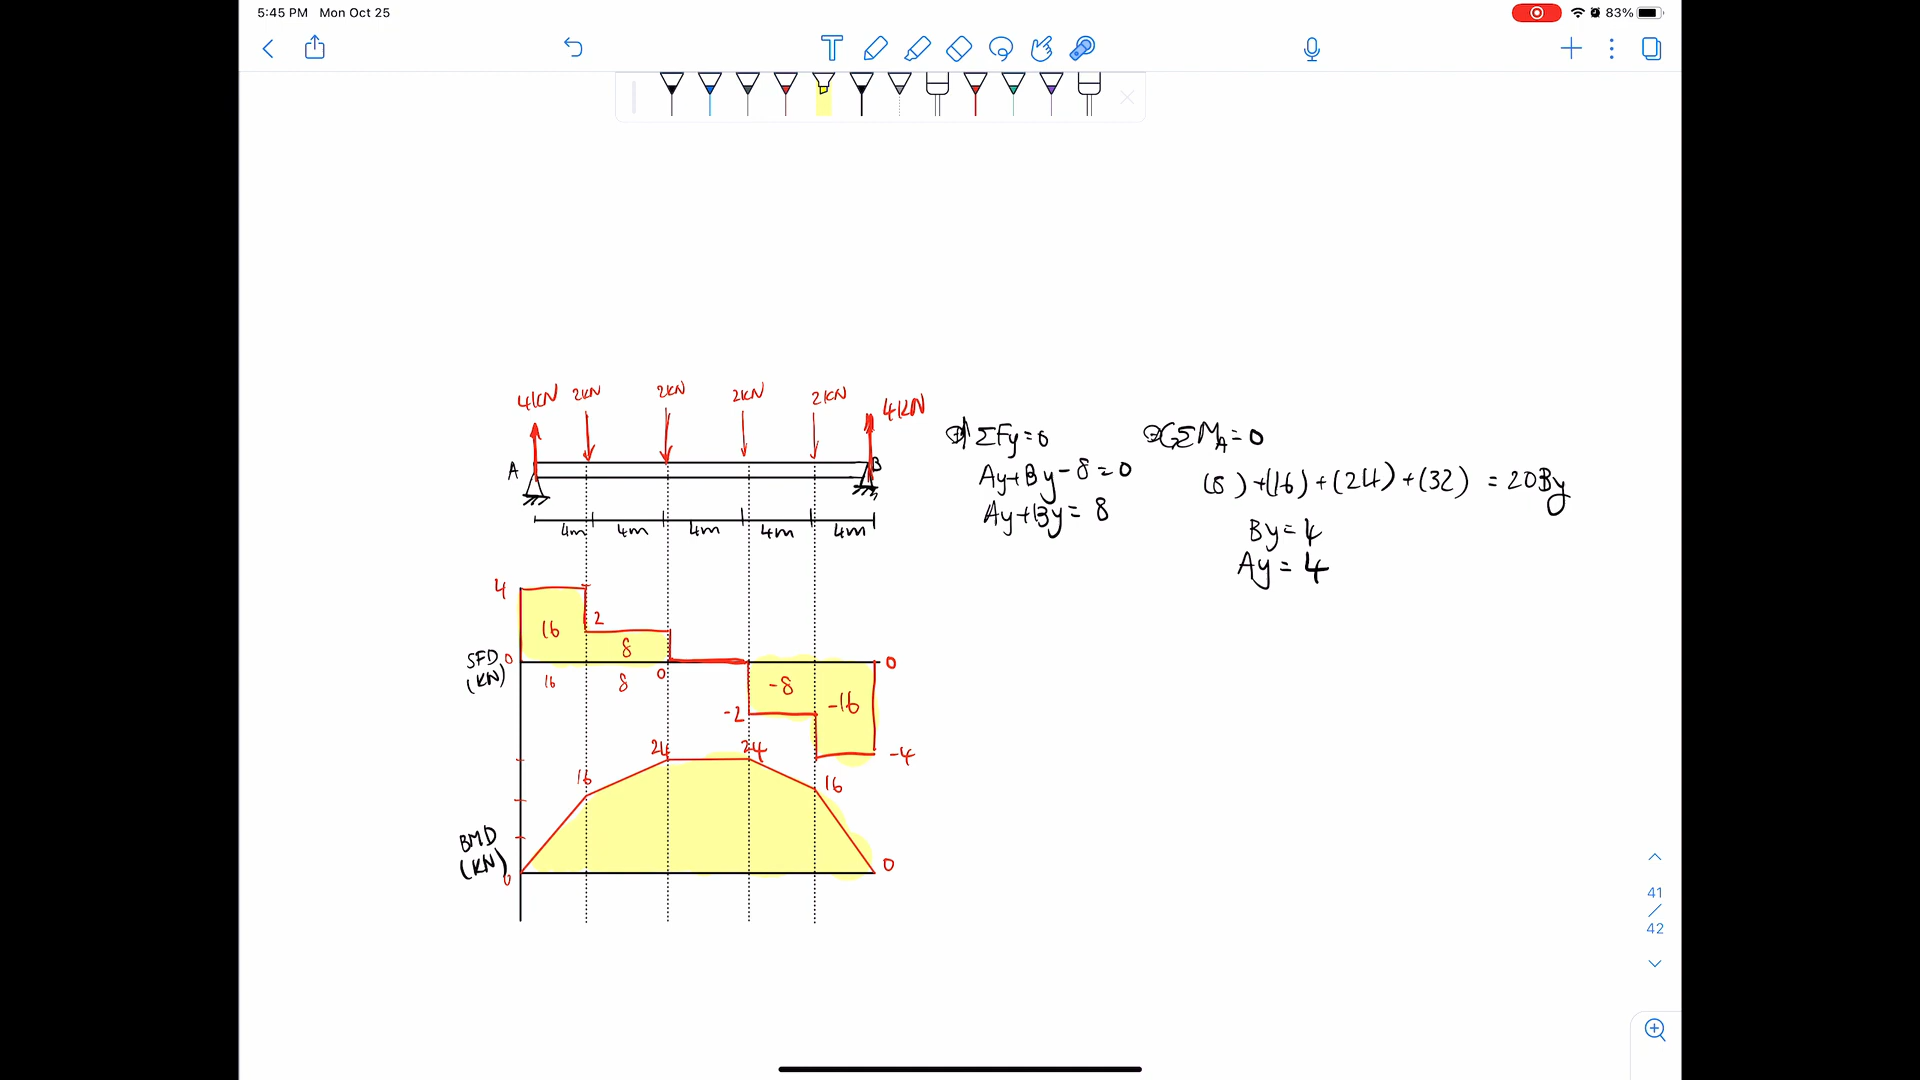 5:45 PM Mon Oct 25
83%
T
4KN 2KN 2KN 2KN 2KN 4KN
A B
4m 4m 4m 4m 4m
ΣFy=0
Ay+By-8=0
Ay+By=8
ΣMA=0
(8)+(16)+(24)+(32) = 20By
By=4
Ay=4
4
16 2
8
SFD 0
(KN)
16 8 0
0
-8
-16
-2
-4
24 24
16 16
BMD
(KN)
0 0
41
/
42